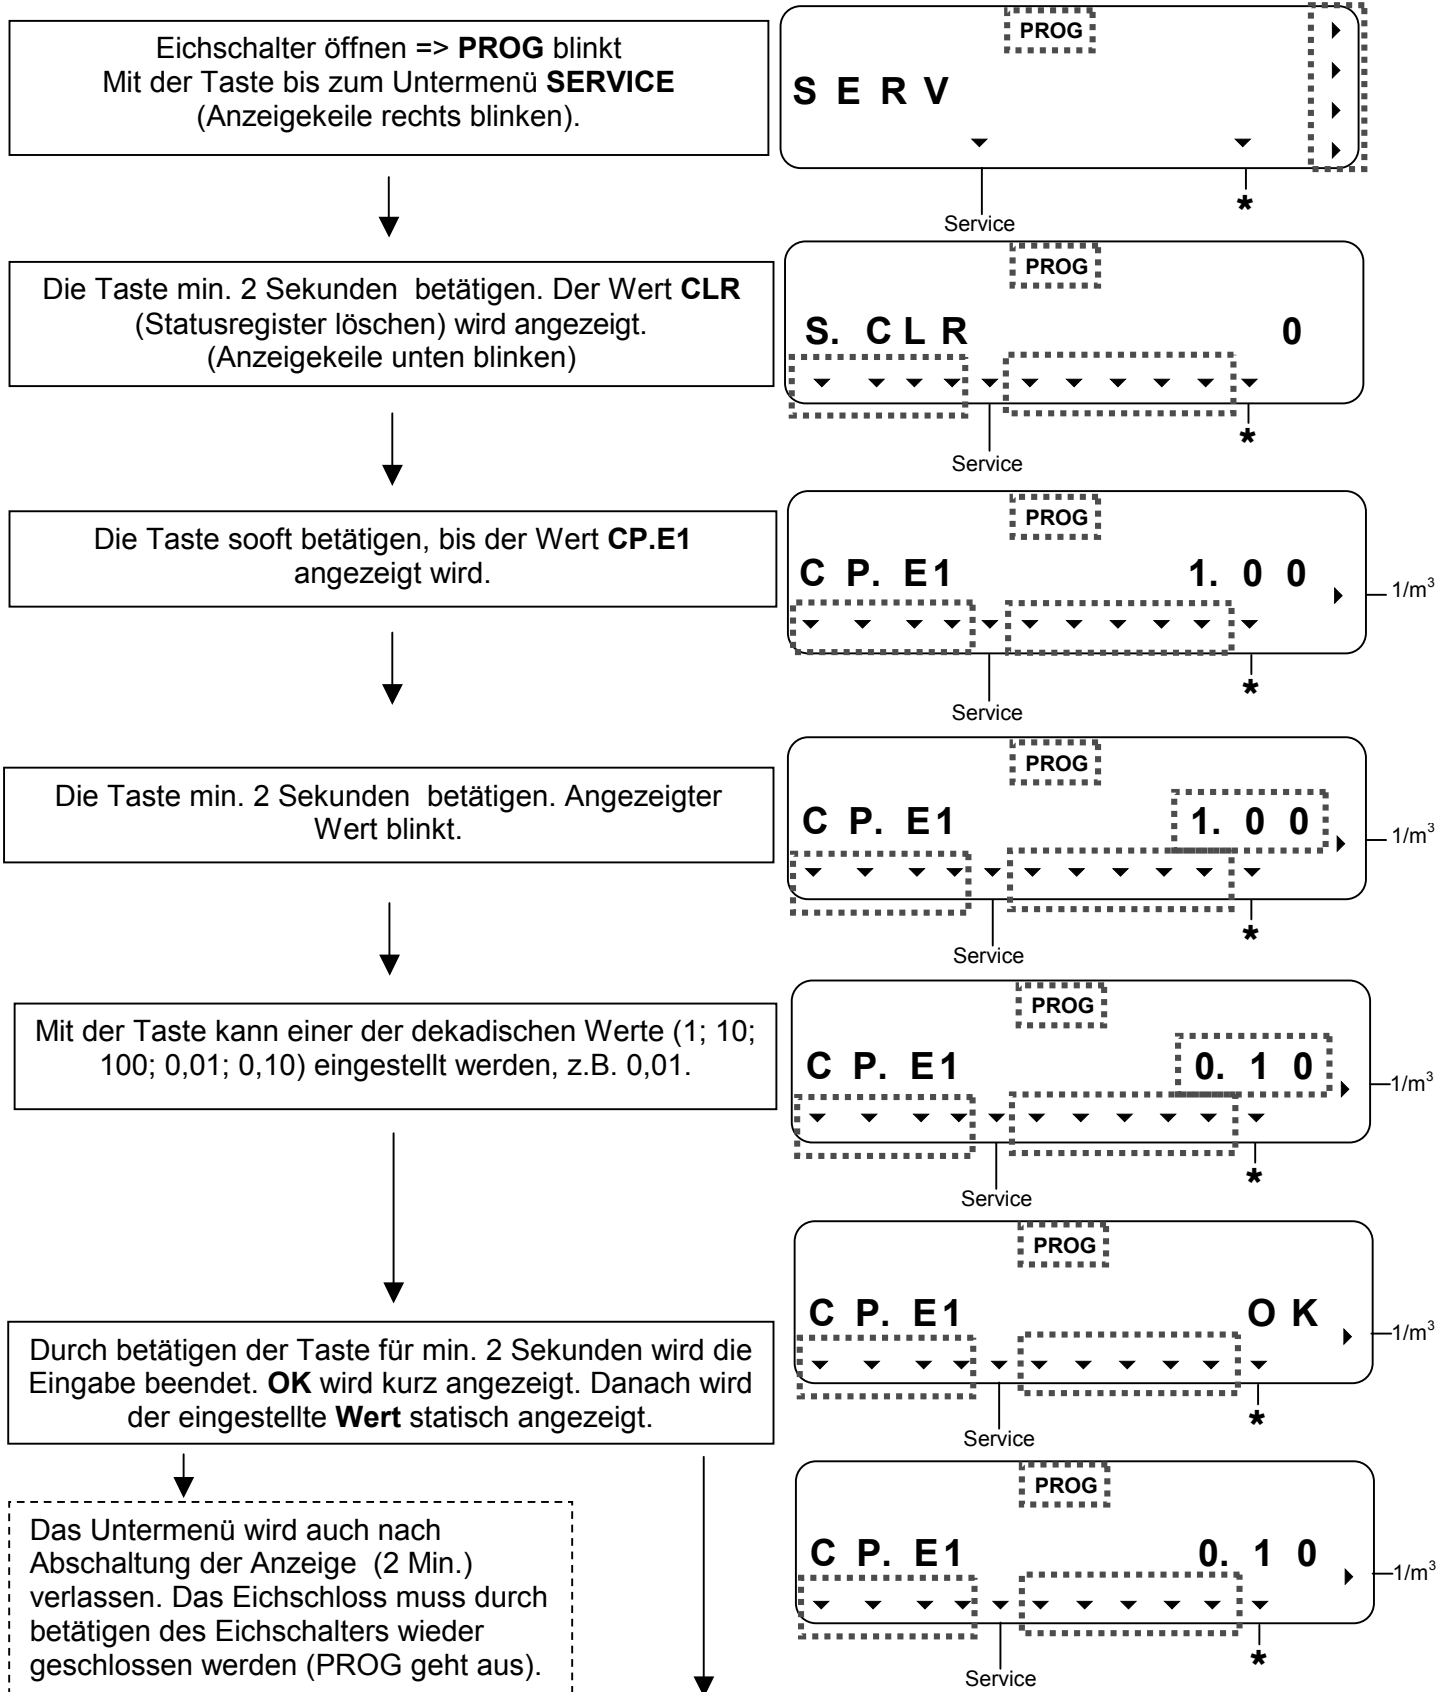 Eichschalter öffnen => PROG blinkt
Mit der Taste bis zum Untermenü SERVICE
(Anzeigekeile rechts blinken).
PROG
S E R V
Service
*
Die Taste min. 2 Sekunden betätigen. Der Wert CLR
(Statusregister löschen) wird angezeigt.
(Anzeigekeile unten blinken)
PROG
S. C L R 0
Service
*
Die Taste sooft betätigen, bis der Wert CP.E1
angezeigt wird.
PROG
C P. E1 1. 0 0
1/m³
Service
*
Die Taste min. 2 Sekunden betätigen. Angezeigter
Wert blinkt.
PROG
C P. E1 1. 0 0
1/m³
Service
*
Mit der Taste kann einer der dekadischen Werte (1; 10;
100; 0,01; 0,10) eingestellt werden, z.B. 0,01.
PROG
C P. E1 0. 1 0
1/m³
Service
*
Durch betätigen der Taste für min. 2 Sekunden wird die
Eingabe beendet. OK wird kurz angezeigt. Danach wird
der eingestellte Wert statisch angezeigt.
PROG
C P. E1 O K
1/m³
Service
*
Das Untermenü wird auch nach
Abschaltung der Anzeige (2 Min.)
verlassen. Das Eichschloss muss durch
betätigen des Eichschalters wieder
geschlossen werden (PROG geht aus).
PROG
C P. E1 0. 1 0
1/m³
Service
*